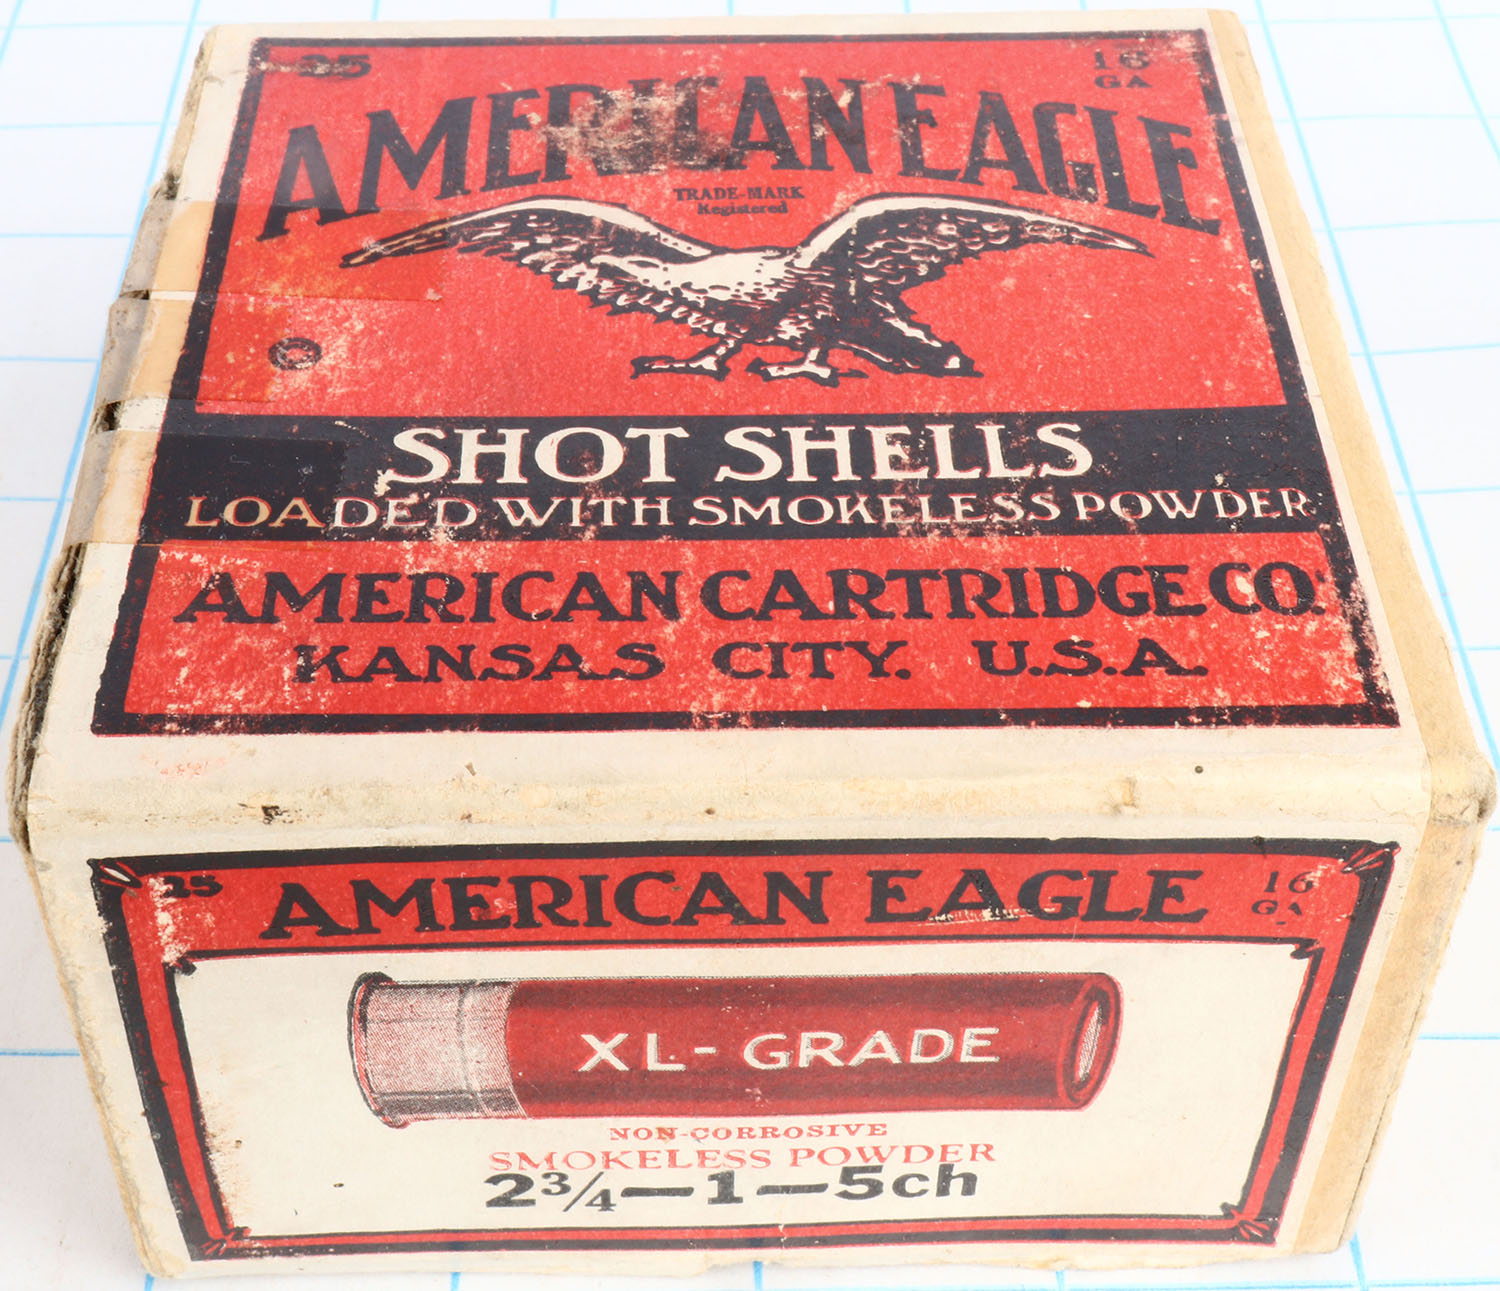 25
16
GA
AMERICAN EAGLE
TRADE-MARK
Registered
SHOT SHELLS
LOADED WITH SMOKELESS POWDER
AMERICAN CARTRIDGE CO.
KANSAS CITY. U.S.A.
25
AMERICAN EAGLE
16
GA
XL-GRADE
NON-CORROSIVE
SMOKELESS POWDER
2¾—1—5ch